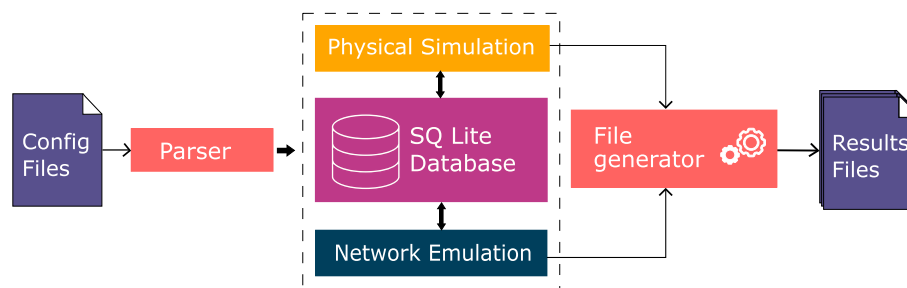 Config
Files
Parser
Physical Simulation
SQ Lite
Database
Network Emulation
File
generator
Results
Files